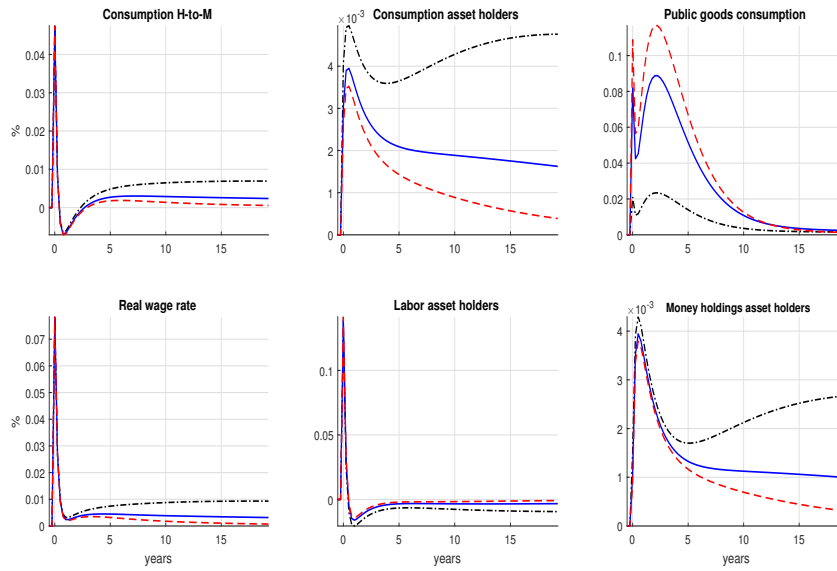 Consumption H-to-M
0.04
0.03
0.02
0.01
0
%
0 5 10 15
Consumption asset holders
×10⁻³
4
3
2
1
0
0 5 10 15
Public goods consumption
0.1
0.08
0.06
0.04
0.02
0
0 5 10 15
Real wage rate
0.07
0.06
0.05
0.04
0.03
0.02
0.01
0
%
0 5 10 15
years
Labor asset holders
0.1
0.05
0
0 5 10 15
years
Money holdings asset holders
×10⁻³
4
3
2
1
0
0 5 10 15
years